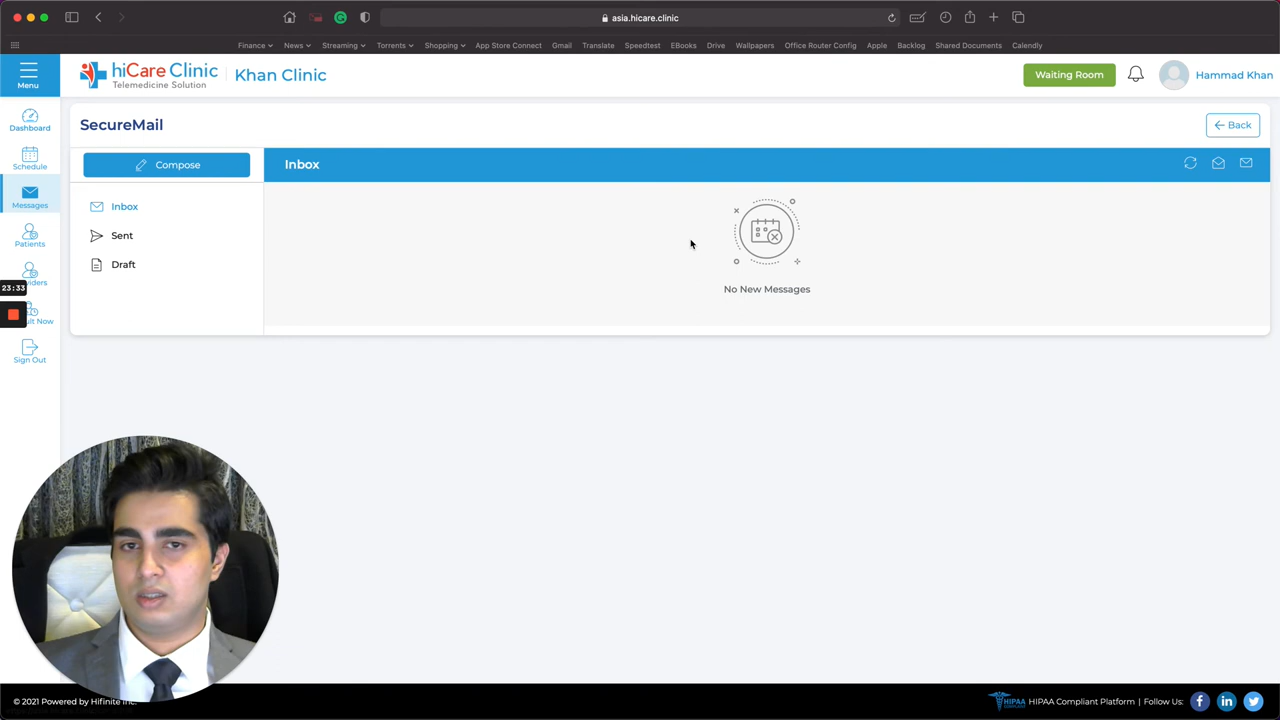 asia.hicare.clinic
Finance News Streaming Torrents Shopping App Store Connect Gmail Translate Speedtest EBooks Drive Wallpapers Office Router Config Apple Backlog Shared Documents Calendly
Menu
hiCare Clinic
Telemedicine Solution
Khan Clinic
Waiting Room
Hammad Khan
Dashboard
SecureMail
Back
Schedule
Compose
Inbox
Messages
Inbox
Sent
Patients
Draft
23:33
No New Messages
Sign Out
© 2021 Powered by Hifinite Inc.
HIPAA
HIPAA Compliant Platform | Follow Us: